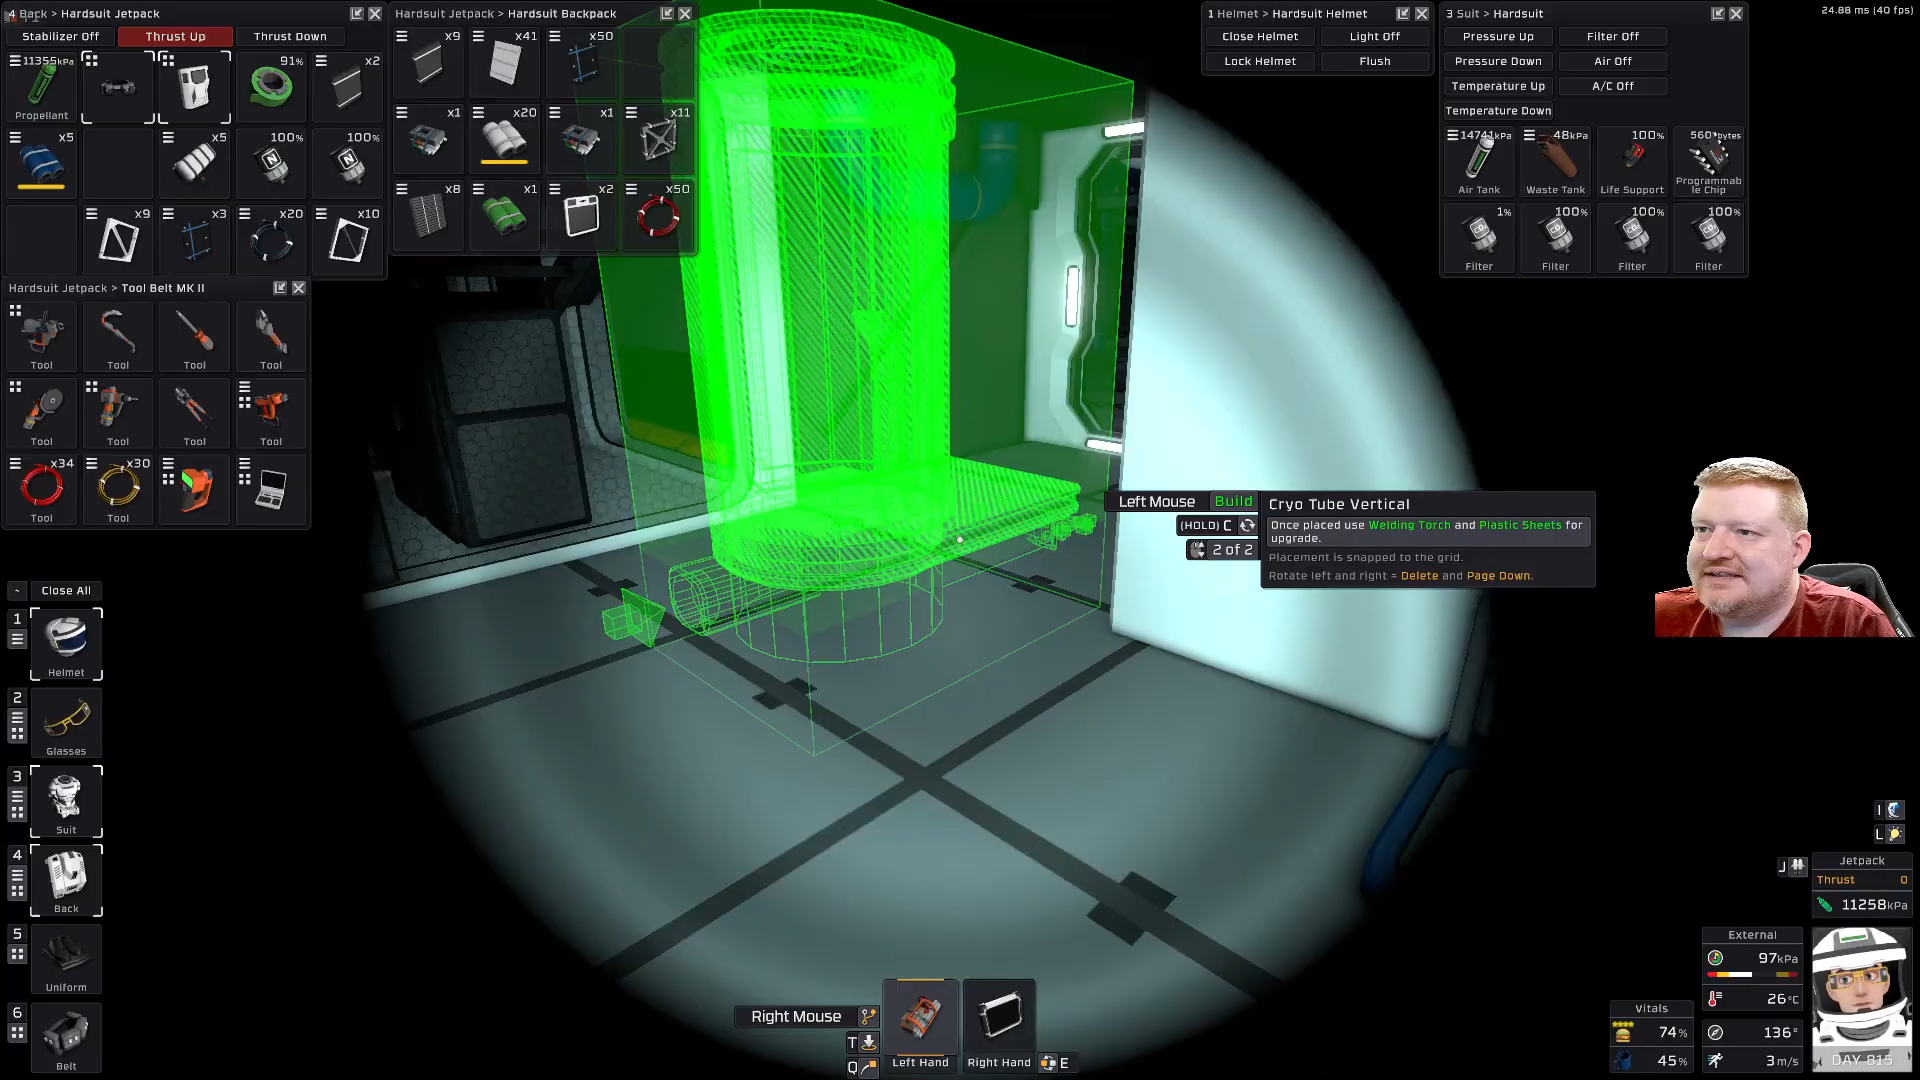 4 Back > Hardsuit Jetpack
Stabilizer Off
Thrust Up
Thrust Down
11355kPa
91%
x2
Propellant
x5
x5
100%
100%
x9
x3
x20
x10
Hardsuit Jetpack > Hardsuit Backpack
x9
x41
x50
x1
x20
x1
x11
x8
x1
x2
x50
Hardsuit Jetpack > Tool Belt MK II
Tool
Tool
Tool
Tool
Tool
Tool
Tool
Tool
x34
x30
Tool
Tool
1 Helmet > Hardsuit Helmet
Close Helmet
Light Off
Lock Helmet
Flush
3 Suit > Hardsuit
Pressure Up
Filter Off
Pressure Down
Air Off
Temperature Up
A/C Off
Temperature Down
14741kPa
48kPa
100%
560bytes
Air Tank
Waste Tank
Life Support
Programmab
le Chip
1%
100%
100%
100%
Filter
Filter
Filter
Filter
24.88 ms (40 fps)
Left Mouse
Build
(HOLD) C
2 of 2
Cryo Tube Vertical
Once placed use Welding Torch and Plastic Sheets for
upgrade.
Placement is snapped to the grid.
Rotate left and right = Delete and Page Down.
~
Close All
1
Helmet
2
Glasses
3
Suit
4
Back
5
Uniform
6
Belt
Right Mouse
T
Q
Left Hand
Right Hand
E
I
L
J
Jetpack
Thrust 0
11258kPa
External
97kPa
26°C
136°
3m/s
Vitals
74%
45%
DAY 815